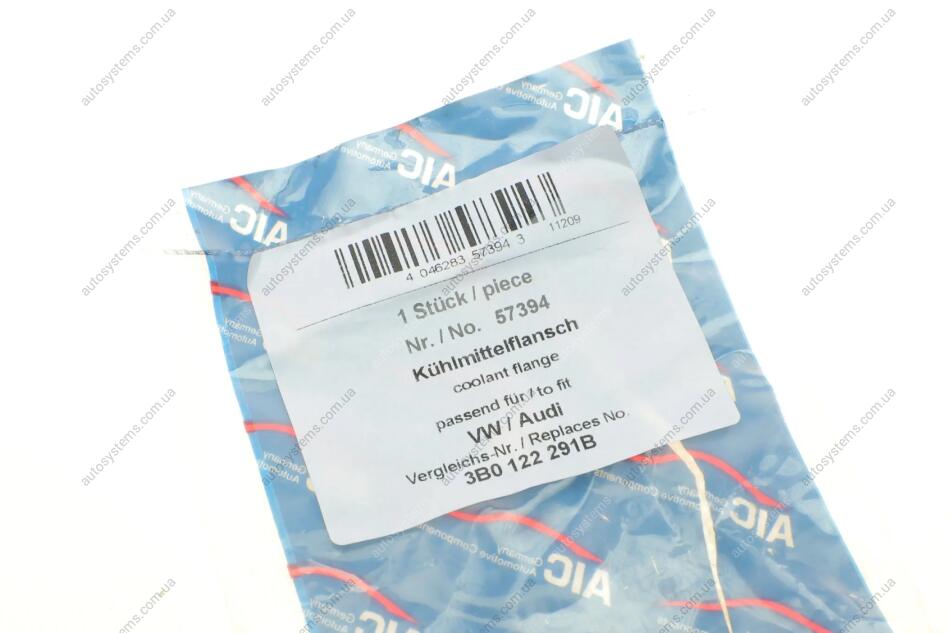 4 046283 57394 3
11209
1 Stück / piece
Nr. / No. 57394
Kühlmittelflansch
coolant flange
passend für / to fit
VW / Audi
Vergleichs-Nr. / Replaces No.
3B0 122 291B
AIC
Germany
Automotive Components
autosystems.com.ua